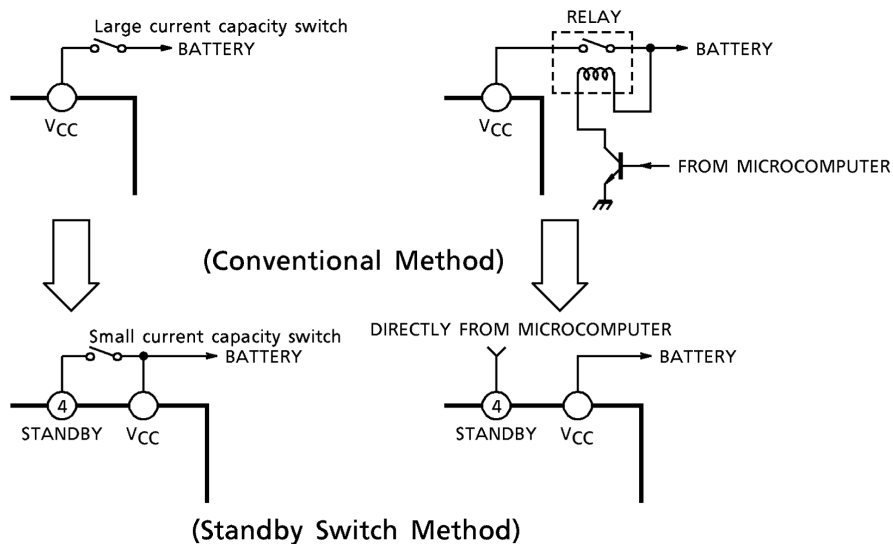 Large current capacity switch
BATTERY
VCC
RELAY
BATTERY
VCC
FROM MICROCOMPUTER
(Conventional Method)
Small current capacity switch
BATTERY
4
STANDBY
VCC
DIRECTLY FROM MICROCOMPUTER
BATTERY
4
STANDBY
VCC
(Standby Switch Method)